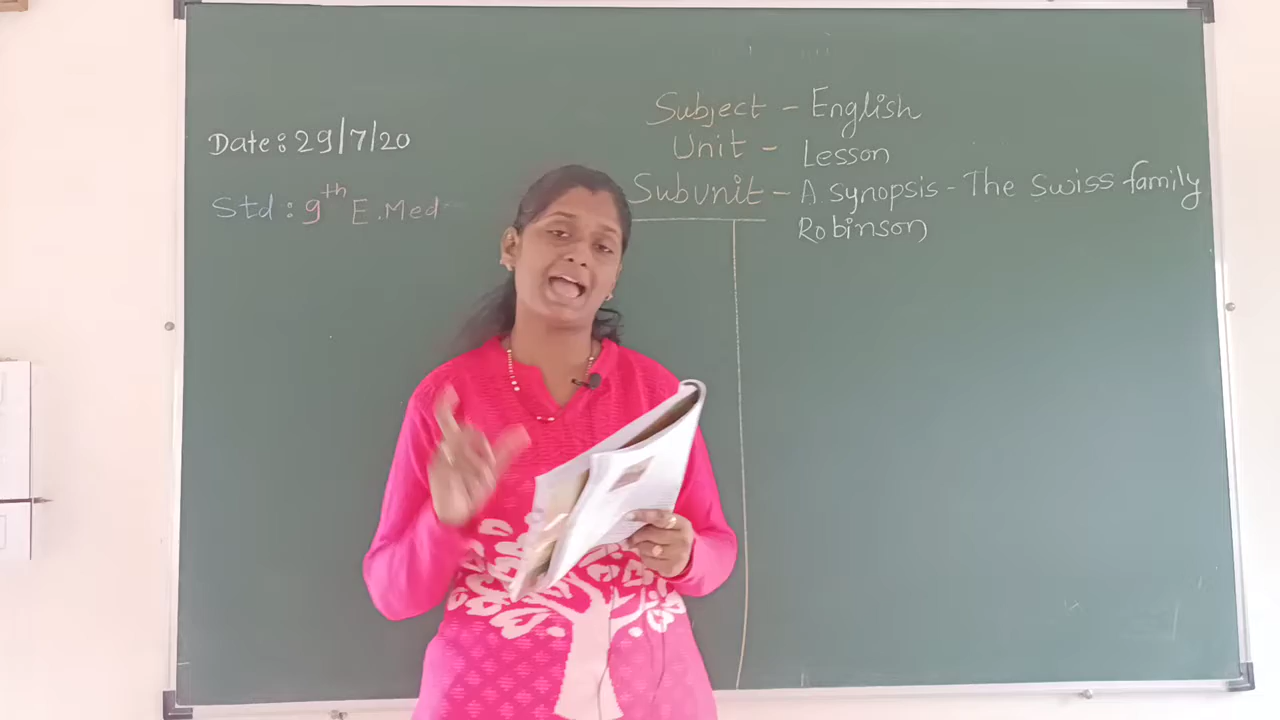 Date: 29/7/20
Std: 9th E.Med
Subject - English
Unit - Lesson
Subunit - A synopsis - The Swiss family
Robinson